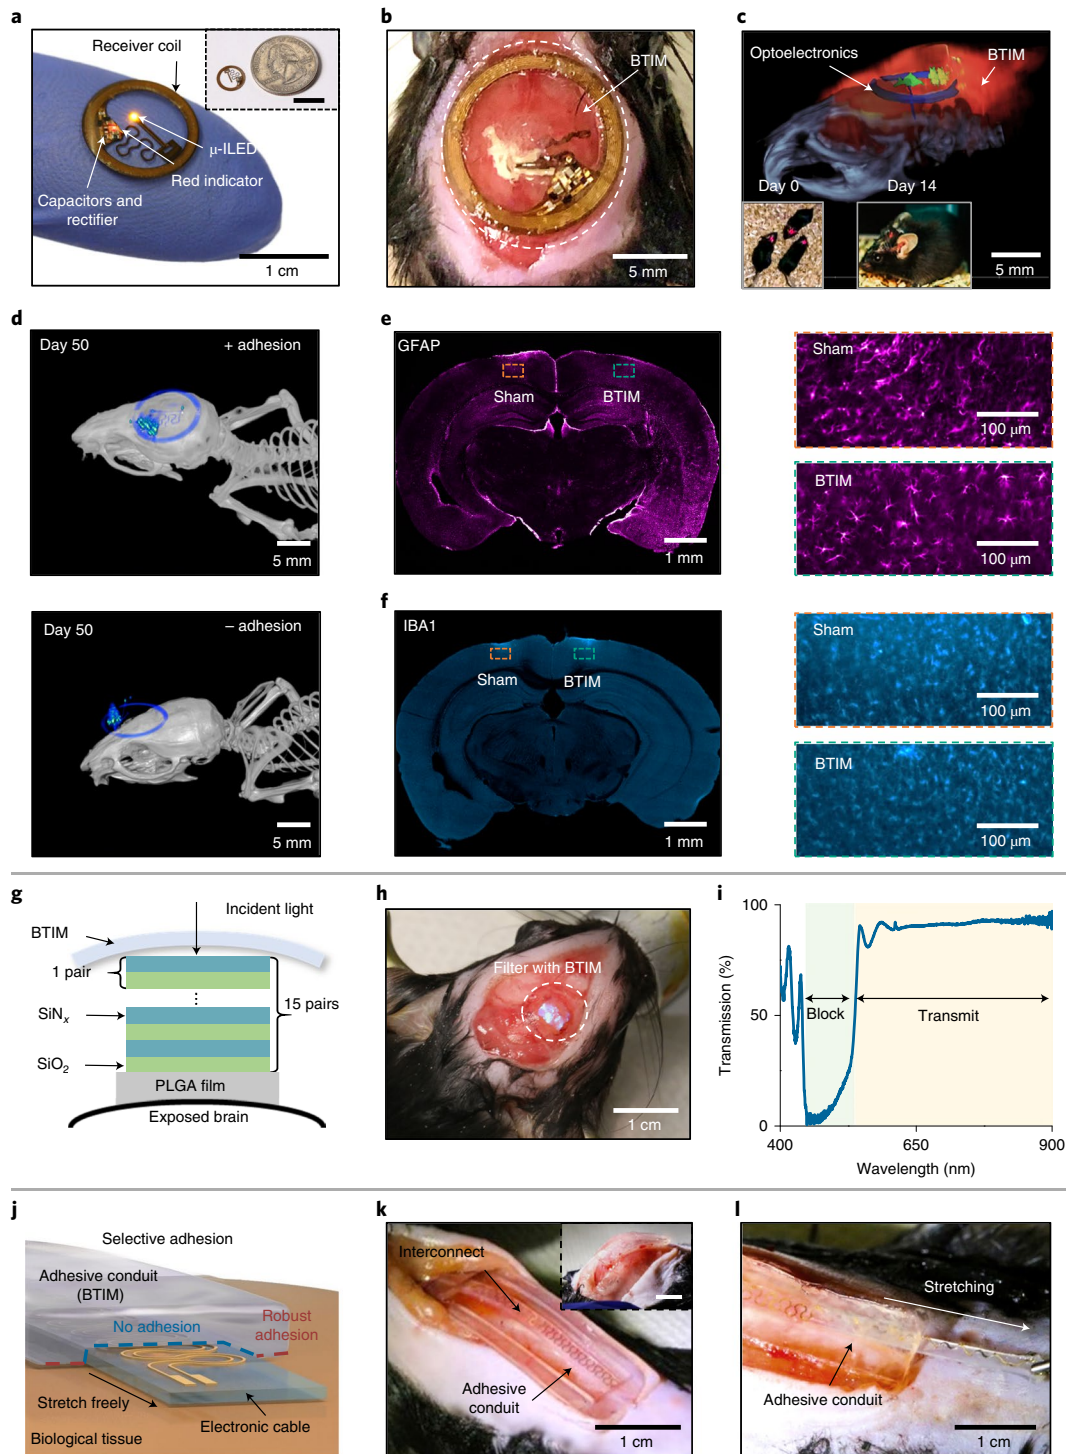 a
Receiver coil
μ-ILED
Red indicator
Capacitors and
rectifier
1 cm
b
BTIM
5 mm
c
Optoelectronics
BTIM
Day 0
Day 14
5 mm
d
Day 50
+ adhesion
5 mm
Day 50
– adhesion
5 mm
e
GFAP
Sham
BTIM
1 mm
Sham
100 μm
BTIM
100 μm
f
IBA1
Sham
BTIM
1 mm
Sham
100 μm
BTIM
100 μm
g
Incident light
BTIM
1 pair
15 pairs
SiNx
SiO2
PLGA film
Exposed brain
h
Filter with BTIM
1 cm
i
100
50
0
Transmission (%)
Block
Transmit
400
650
900
Wavelength (nm)
j
Selective adhesion
Adhesive conduit
(BTIM)
No adhesion
Robust
adhesion
Stretch freely
Electronic cable
Biological tissue
k
Interconnect
Adhesive
conduit
1 cm
l
Stretching
Adhesive conduit
1 cm